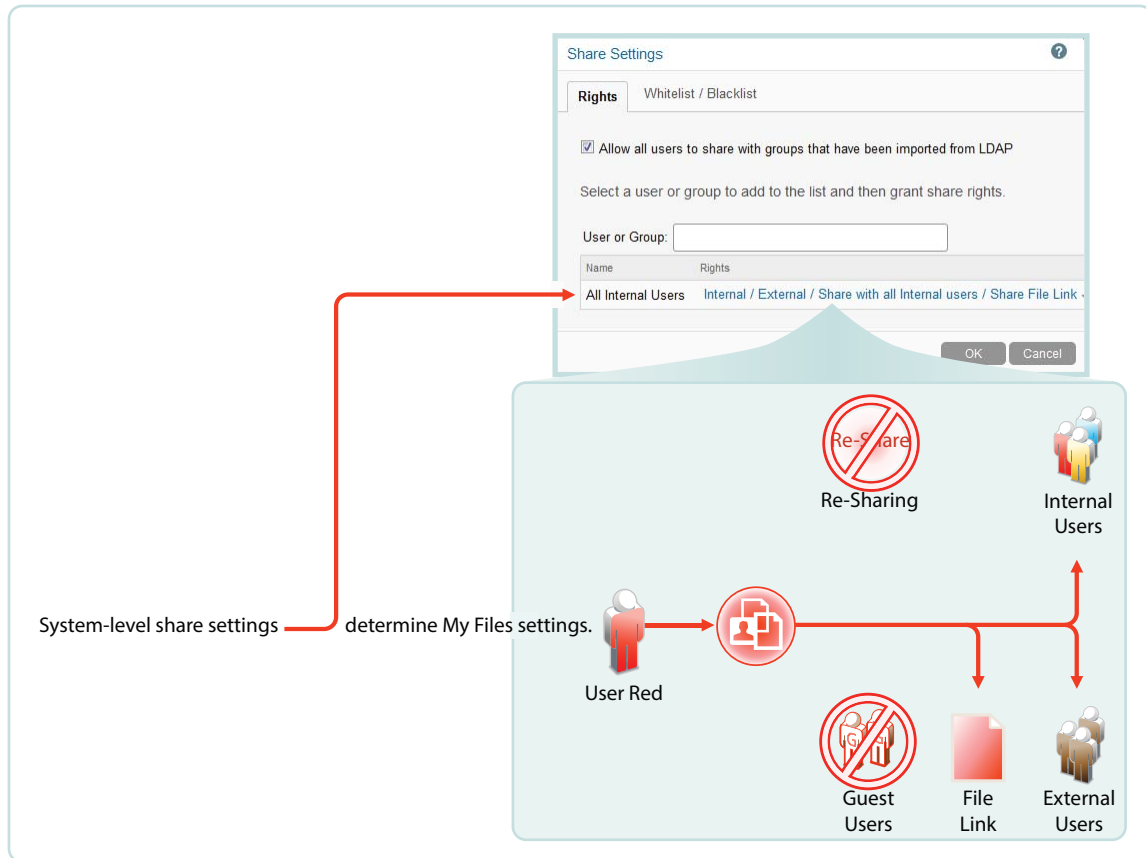 Share Settings
?
Rights
Whitelist / Blacklist
Allow all users to share with groups that have been imported from LDAP
Select a user or group to add to the list and then grant share rights.
User or Group:
Name
Rights
All Internal Users
Internal / External / Share with all Internal users / Share File Link
OK
Cancel
Re-Sharing
Internal
Users
System-level share settings
determine My Files settings.
User Red
G
Guest
Users
File
Link
External
Users